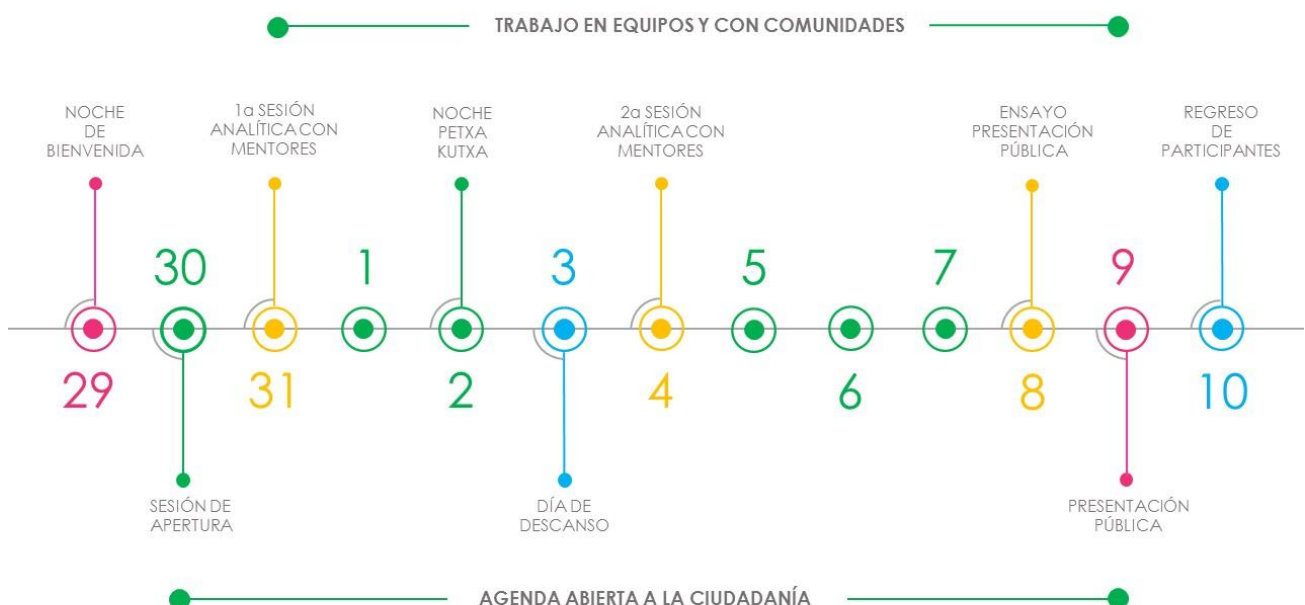 TRABAJO EN EQUIPOS Y CON COMUNIDADES
NOCHE
DE
BIENVENIDA
1a SESIÓN
ANALÍTICA CON
MENTORES
NOCHE
PETXA
KUTXA
2a SESIÓN
ANALÍTICA CON
MENTORES
ENSAYO
PRESENTACIÓN
PÚBLICA
REGRESO
DE
PARTICIPANTES
30
1
3
5
7
9
29
31
2
4
6
8
10
SESIÓN DE
APERTURA
DÍA DE
DESCANSO
PRESENTACIÓN
PÚBLICA
AGENDA ABIERTA A LA CIUDADANÍA